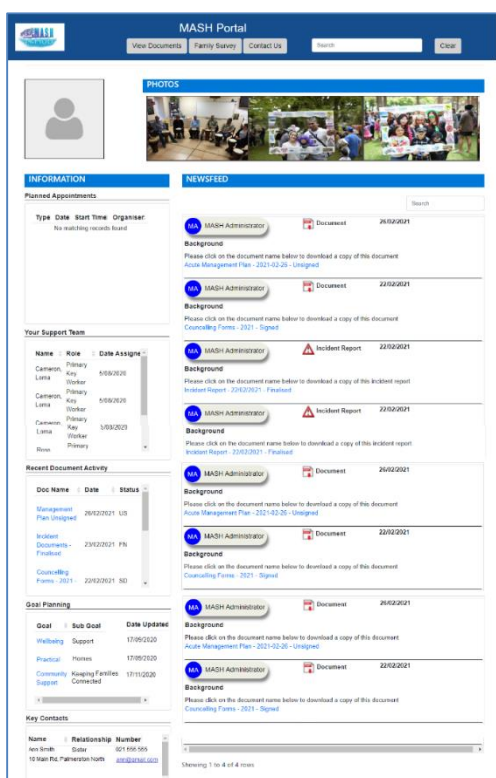 MASH
MASH Portal
View Documents Family Survey Contact Us Search Clear
PHOTOS
INFORMATION
Planned Appointments
Type Date Start Time Organiser
No matching records found
Your Support Team
Name Role Date Assigne
Cameron, Lorna Primary Key Worker 5/08/2020
Cameron, Lorna Primary Key Worker 5/08/2020
Cameron, Lorna Primary Key Worker 5/08/2020
Primary
Recent Document Activity
Doc Name Date Status
Management Plan Unsigned 26/02/2021 US
Incident Documents - Finalised 23/02/2021 FN
Councelling Forms - 2021 - 22/02/2021 SD
Goal Planning
Goal Sub Goal Date Updated
Wellbeing Support 17/09/2020
Practical Homes 17/09/2020
Community Support Keeping Families Connected 17/11/2020
Key Contacts
Name Relationship Number
Ann Smith Sister 021 555 555
16 Main Rd, Palmerston North ann@gmail.com
NEWSFEED
Search
MA MASH Administrator Document 26/02/2021
Background
Please click on the document name below to download a copy of this document
Acute Management Plan - 2021-02-26 - Unsigned
MA MASH Administrator Document 22/02/2021
Background
Please click on the document name below to download a copy of this document
Councelling Forms - 2021 - Signed
MA MASH Administrator Incident Report 22/02/2021
Background
Please click on the document name below to download a copy of this incident report
Incident Report - 22/02/2021 - Finalised
MA MASH Administrator Incident Report 22/02/2021
Background
Please click on the document name below to download a copy of this incident report
Incident Report - 22/02/2021 - Finalised
MA MASH Administrator Document 26/02/2021
Background
Please click on the document name below to download a copy of this document
Acute Management Plan - 2021-02-26 - Unsigned
MA MASH Administrator Document 22/02/2021
Background
Please click on the document name below to download a copy of this document
Councelling Forms - 2021 - Signed
MA MASH Administrator Document 26/02/2021
Background
Please click on the document name below to download a copy of this document
Acute Management Plan - 2021-02-26 - Unsigned
MA MASH Administrator Document 22/02/2021
Background
Please click on the document name below to download a copy of this document
Councelling Forms - 2021 - Signed
Showing 1 to 4 of 4 rows